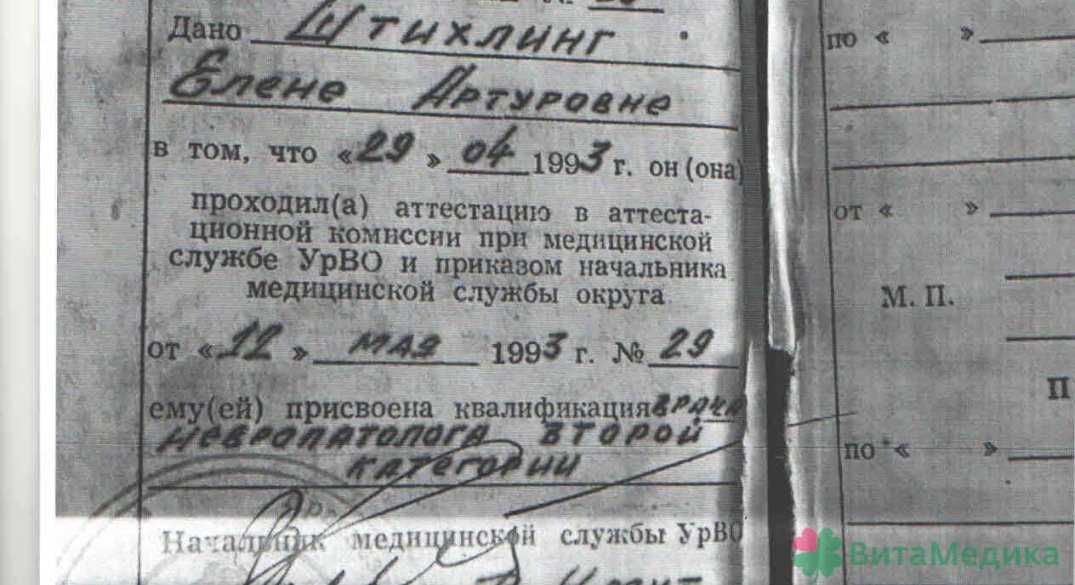 Дано Штихлинг
Елене Артуровне
в том, что «29» 04 1993 г. он (она)
проходил(а) аттестацию в аттеста-
ционной комиссии при медицинской
службе УрВО и приказом начальника
медицинской службы округа
от «12» мая 1993 г. № 29
ему(ей) присвоена квалификация врача
невропатолога второй
категории
Начальник медицинской службы УрВО
по « »
от « »
М. П.
П
по « »
ВитаМедика